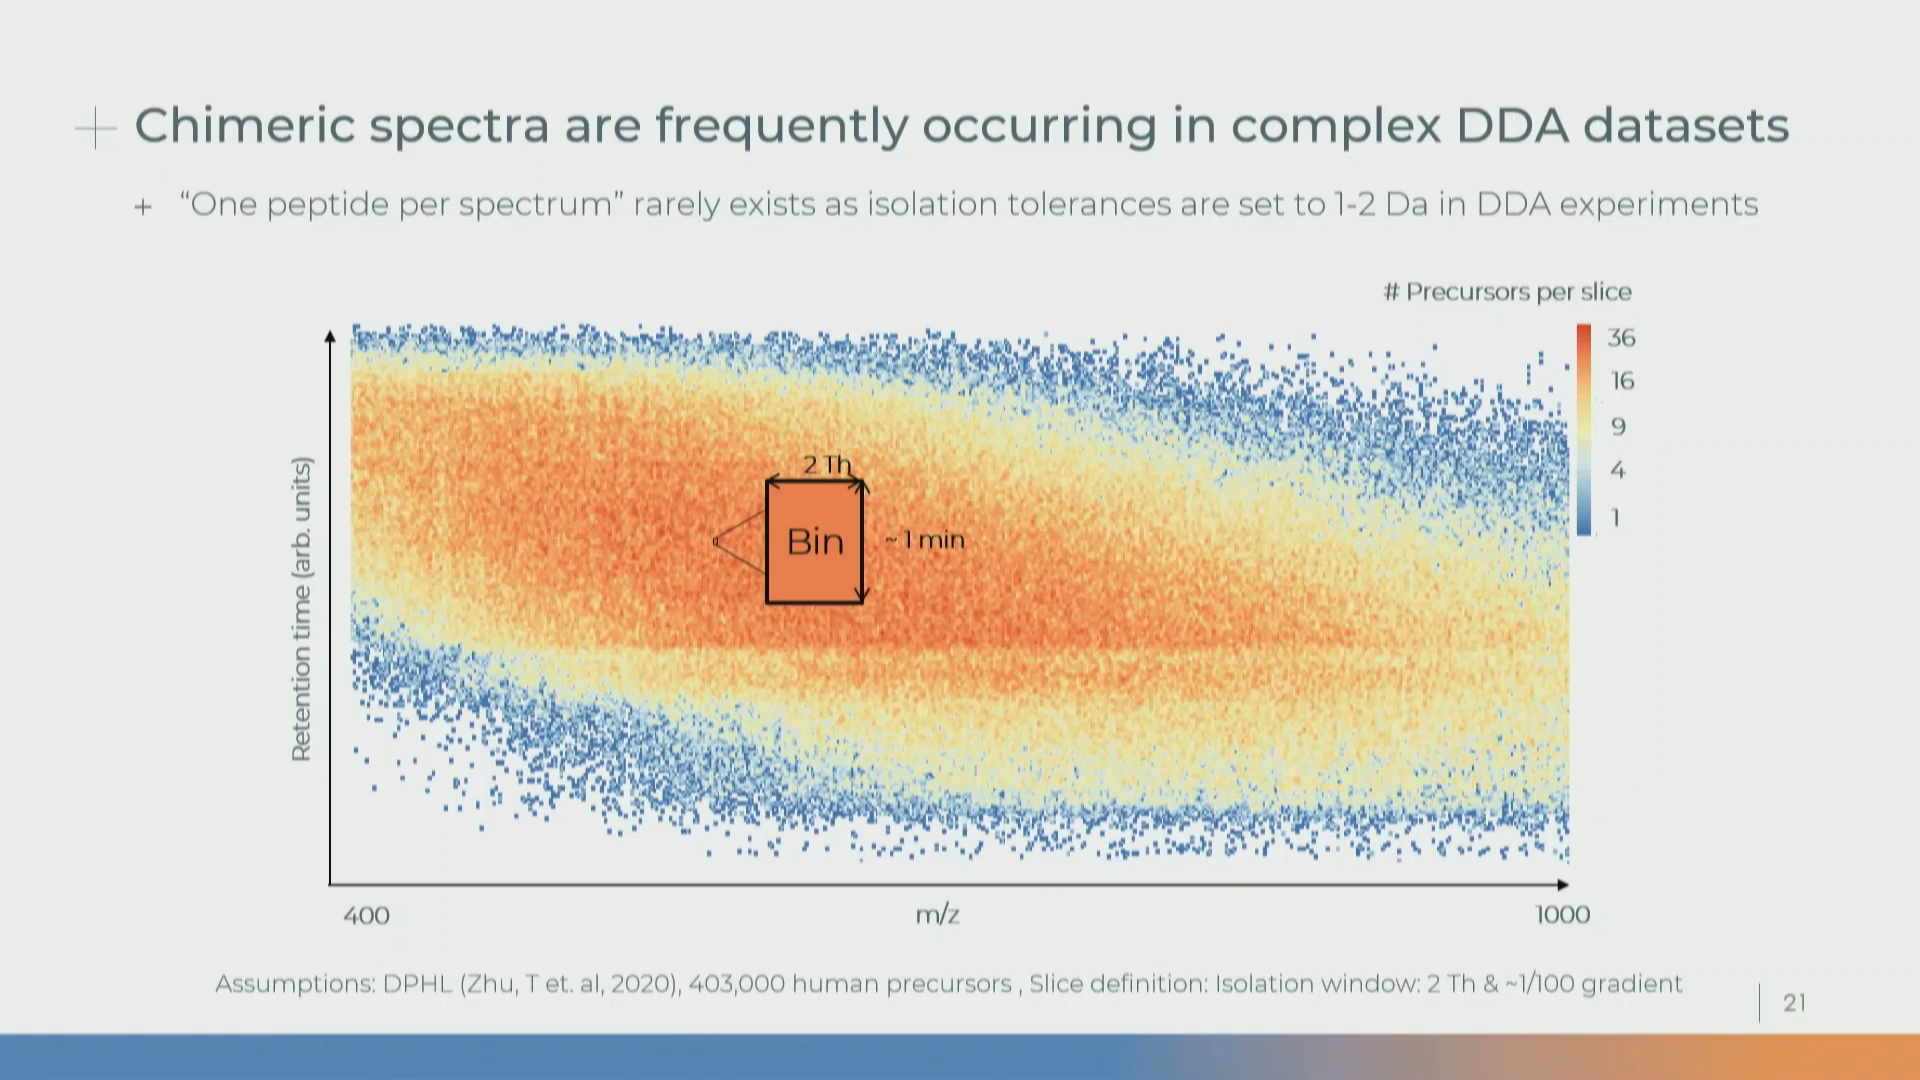 Chimeric spectra are frequently occurring in complex DDA datasets
+ “One peptide per spectrum” rarely exists as isolation tolerances are set to 1-2 Da in DDA experiments
# Precursors per slice
36
16
9
4
1
Retention time (arb. units)
2 Th
Bin
~ 1 min
400
m/z
1000
Assumptions: DPHL (Zhu, T et. al, 2020), 403,000 human precursors , Slice definition: Isolation window: 2 Th & ~1/100 gradient
21